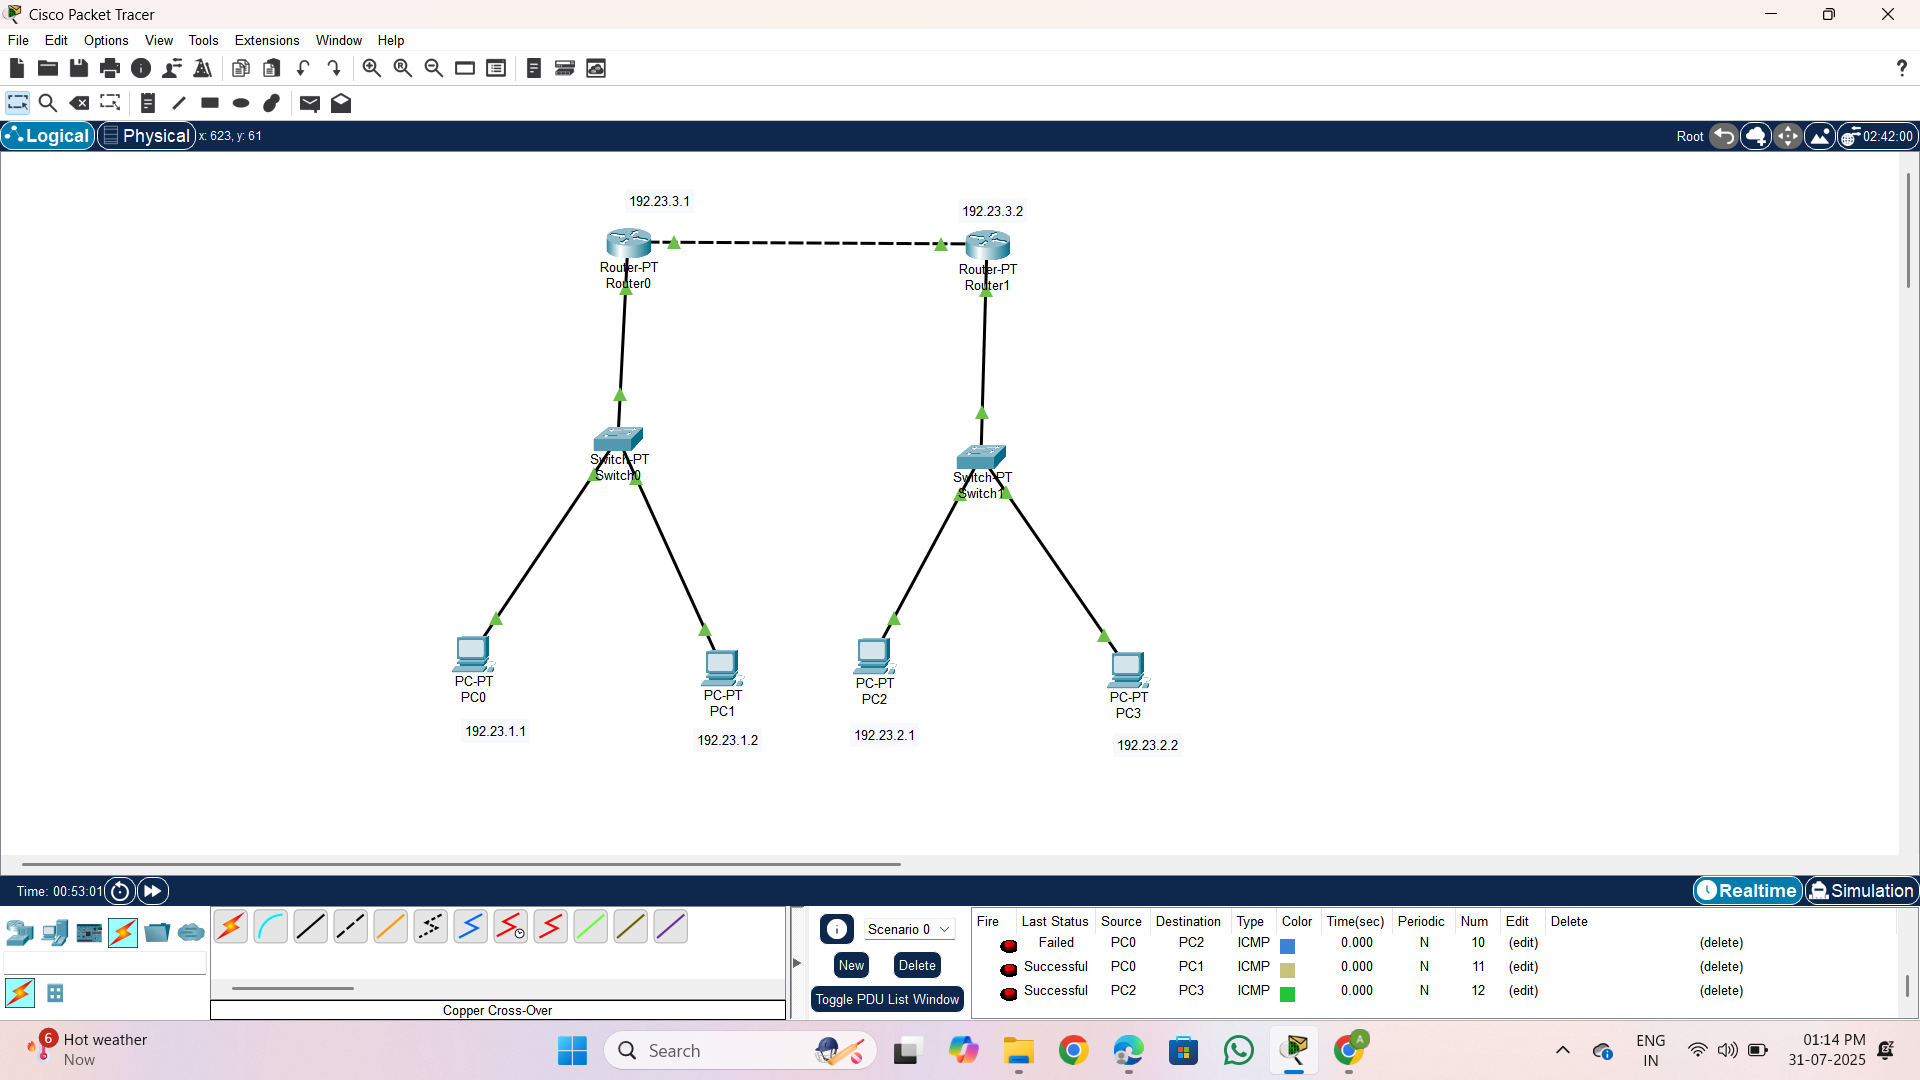 Cisco Packet Tracer
File Edit Options View Tools Extensions Window Help
?
Logical Physical x: 623, y: 61 Root 02:42:00
192.23.3.1
192.23.3.2
Router-PT
Router0
Router-PT
Router1
Switch-PT
Switch0
Switch-PT
Switch1
PC-PT
PC0
PC-PT
PC1
PC-PT
PC2
PC-PT
PC3
192.23.1.1
192.23.1.2
192.23.2.1
192.23.2.2
Time: 00:53:01 Realtime Simulation
Scenario 0
New Delete
Toggle PDU List Window
Fire Last Status Source Destination Type Color Time(sec) Periodic Num Edit Delete
Failed PC0 PC2 ICMP 0.000 N 10 (edit) (delete)
Successful PC0 PC1 ICMP 0.000 N 11 (edit) (delete)
Successful PC2 PC3 ICMP 0.000 N 12 (edit) (delete)
Copper Cross-Over
6 Hot weather
Now
Search
A
ENG
IN
01:14 PM
31-07-2025